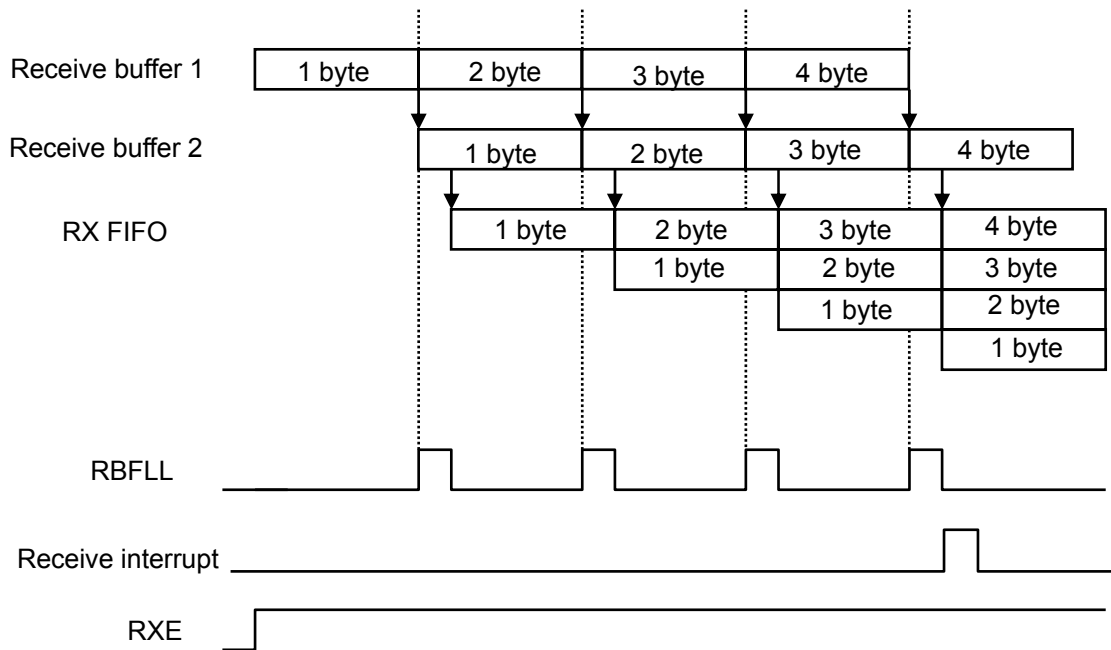 Receive buffer 1
1 byte 2 byte 3 byte 4 byte
Receive buffer 2
1 byte 2 byte 3 byte 4 byte
RX FIFO
1 byte 2 byte 3 byte 4 byte
1 byte 2 byte 3 byte
1 byte 2 byte
1 byte
RBFLL
Receive interrupt
RXE